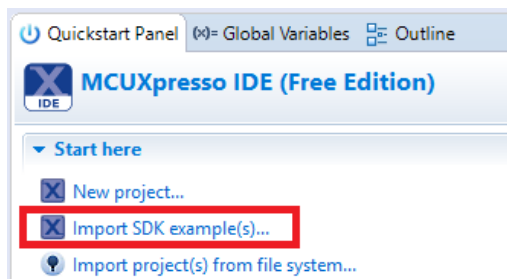 Quickstart Panel (x)= Global Variables Outline
IDE MCUXpresso IDE (Free Edition)
Start here
New project...
Import SDK example(s)...
Import project(s) from file system...